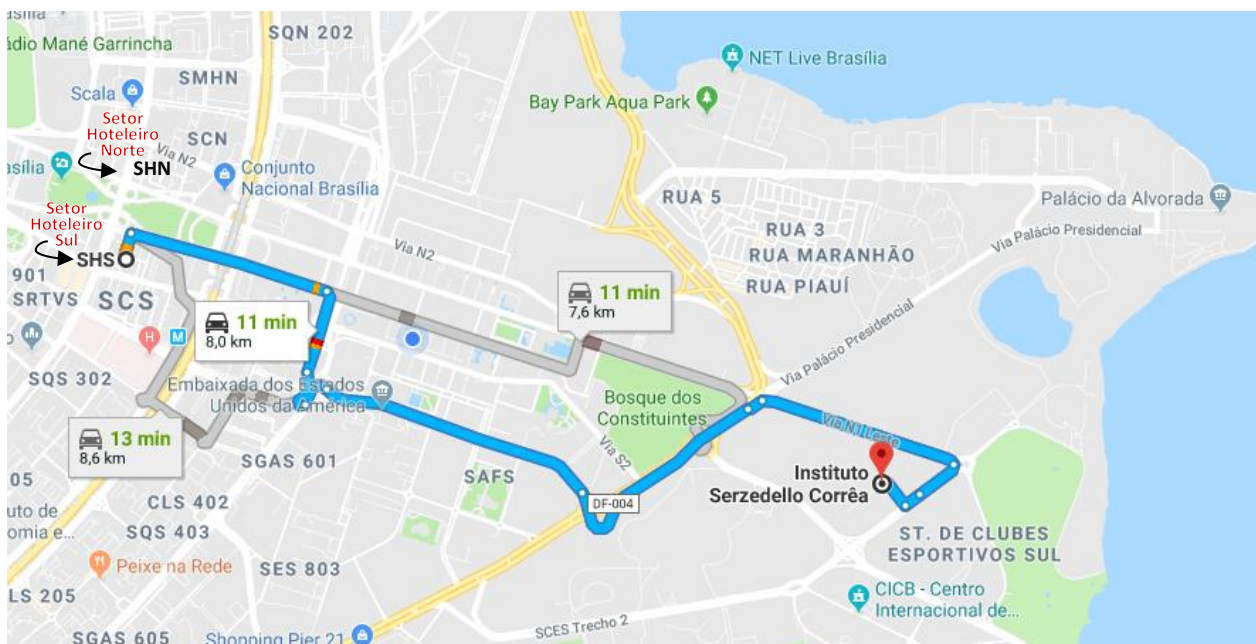 SQN 202
ádio Mané Garrincha
SMHN
NET Live Brasília
Scala
Bay Park Aqua Park
Setor
Hoteleiro
Norte
SCN
Via N2
asília
SHN
Conjunto
Nacional Brasília
RUA 5
Palácio da Alvorada
Setor
Hoteleiro
Sul
RUA 3
Via Palácio Presidencial
Via N2
RUA MARANHÃO
SHS
901
RUA PIAUÍ
SRTVS
SCS
11 min
7,6 km
11 min
8,0 km
H
M
Via Palácio Presidencial
SQS 302
Embaixada dos Estados
Unidos da América
Bosque dos
Constituintes
Via N1 Leste
13 min
8,6 km
Via S2
SGAS 601
Instituto
Serzedello Corrêa
05
SAFS
CLS 402
DF-004
uto de
omia e...
SQS 403
ST. DE CLUBES
ESPORTIVOS SUL
Peixe na Rede
SES 803
LS 205
CICB - Centro
Internacional de...
SCES Trecho 2
SGAS 605
Shopping Pier 21